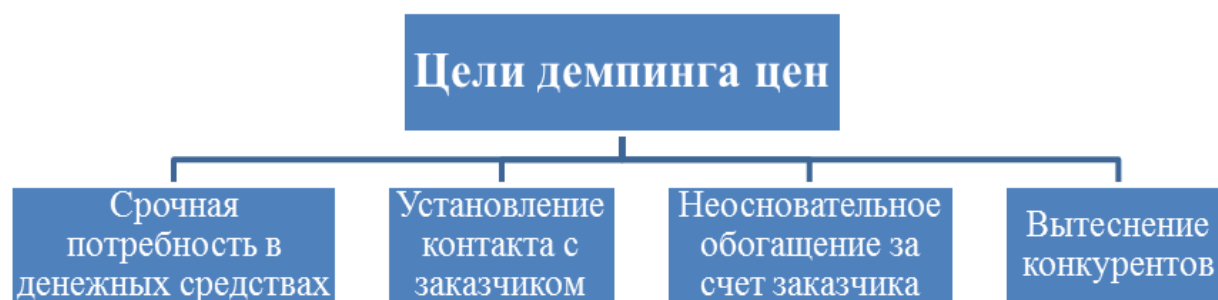 Цели демпинга цен
Срочная
потребность в
денежных средствах
Установление
контакта с
заказчиком
Неосновательное
обогащение за
счет заказчика
Вытеснение
конкурентов